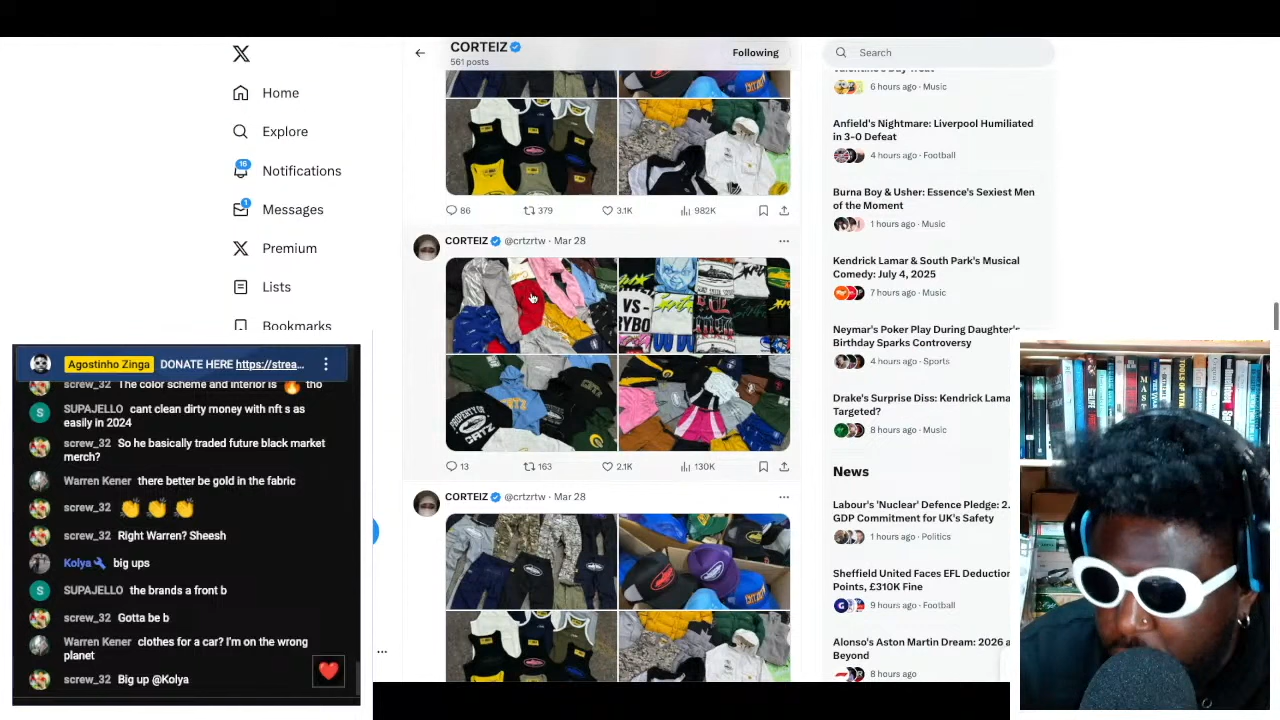 CORTEIZ
561 posts
Following
Search
Home
Explore
16
Notifications
1
Messages
Premium
Lists
Bookmarks
86
379
3.1K
982K
CORTEIZ @crtzrtw · Mar 28
VS -
PROPERTY OF
CRTZ
13
163
2.1K
130K
CORTEIZ @crtzrtw · Mar 28
6 hours ago · Music
Anfield's Nightmare: Liverpool Humiliated
in 3-0 Defeat
4 hours ago · Football
Burna Boy & Usher: Essence's Sexiest Men
of the Moment
1 hours ago · Music
Kendrick Lamar & South Park's Musical
Comedy: July 4, 2025
7 hours ago · Music
Neymar's Poker Play During Daughter's
Birthday Sparks Controversy
4 hours ago · Sports
Drake's Surprise Diss: Kendrick Lama
Targeted?
8 hours ago · Music
News
Labour's 'Nuclear' Defence Pledge: 2.
GDP Commitment for UK's Safety
1 hours ago · Politics
Sheffield United Faces EFL Deduction
Points, £310K Fine
9 hours ago · Football
Alonso's Aston Martin Dream: 2026 a
Beyond
8 hours ago
Agostinho Zinga DONATE HERE https://strea...
screw_32 The color scheme and interior is 🔥 tho
SUPAJELLO cant clean dirty money with nft s as
easily in 2024
screw_32 So he basically traded future black market
merch?
Warren Kener there better be gold in the fabric
screw_32 👏 👏 👏
screw_32 Right Warren? Sheesh
Kolya big ups
SUPAJELLO the brands a front b
screw_32 Gotta be b
Warren Kener clothes for a car? I'm on the wrong
planet
screw_32 Big up @Kolya